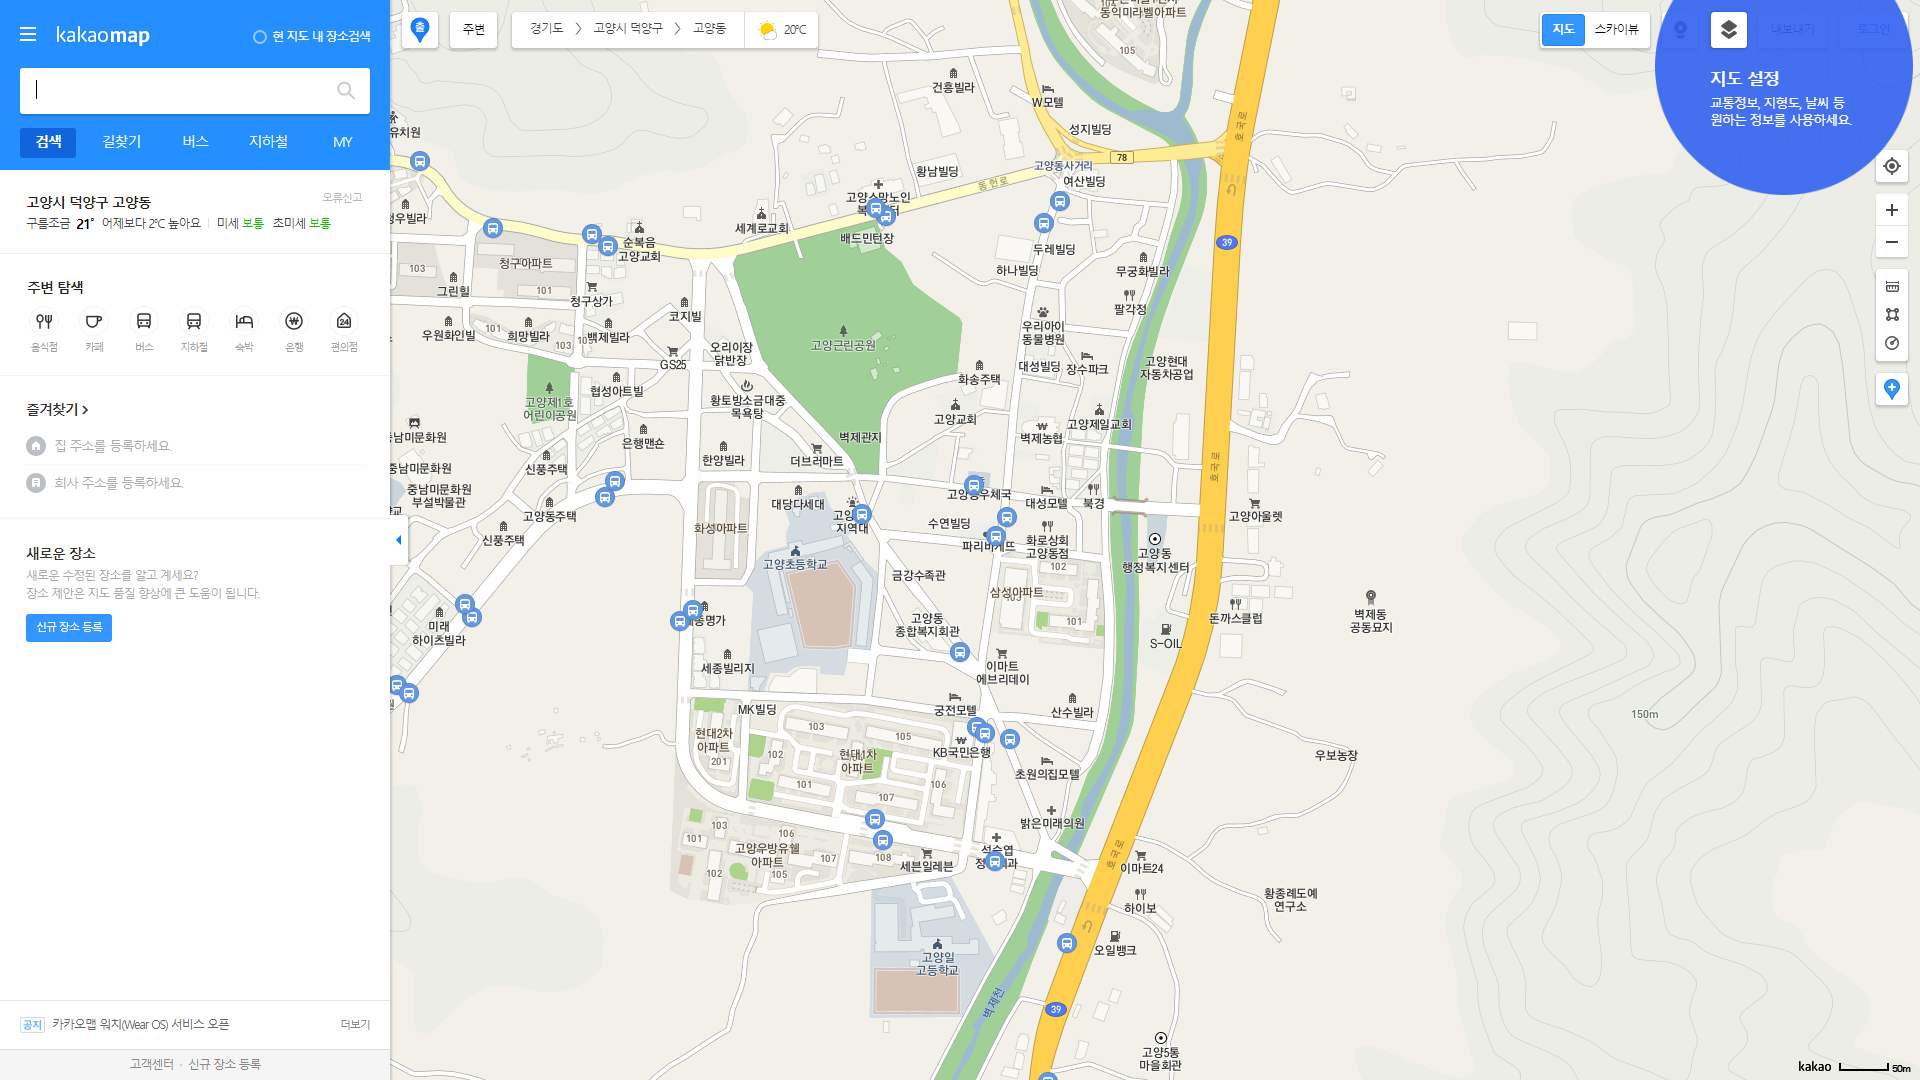 kakaomap
현 지도 내 장소검색
검색
길찾기
버스
지하철
MY
고양시 덕양구 고양동
오류신고
구름조금 21° 어제보다 2℃ 높아요 미세 보통 초미세 보통
주변 탐색
음식점
카페
버스
지하철
숙박
은행
편의점
즐겨찾기
집 주소를 등록하세요.
회사 주소를 등록하세요.
새로운 장소
새로운 수정된 장소를 알고 계세요?
장소 제안은 지도 품질 향상에 큰 도움이 됩니다.
신규 장소 등록
공지 카카오맵 워치(Wear OS) 서비스 오픈
더보기
고객센터 · 신규 장소 등록
출
주변
경기도
고양시 덕양구
고양동
20℃
지도
스카이뷰
내보내기
로그인
지도 설정
교통정보, 지형도, 날씨 등
원하는 정보를 사용하세요.
동익미라벨아파트
105
건흥빌라
W모텔
성지빌딩
유치원
고양동사거리
78
황남빌딩
여산빌딩
동헌로
호국로
세계로교회
배드민턴장
두레빌딩
39
순복음
고양교회
하나빌딩
무궁화빌라
청구아파트
103
101
그린힐
청구상가
팔각정
코지빌
우원화인빌
101
희망빌라
103
벽제빌라
우리아이
동물병원
고양근린공원
오리이장
닭반장
GS25
대성빌딩
장수파크
고양현대
자동차공업
화송주택
협성아트빌
고양제1호
어린이공원
황토방소금대중
목욕탕
고양교회
고양제일교회
은행맨숀
벽제관지
벽제농협
신풍주택
한양빌라
더브러마트
호국로
중남미문화원
부설박물관
대당다세대
대성모텔
북경
고양동주택
고양아울렛
화성아파트
지역대
수연빌딩
화로상회
고양동점
신풍주택
고양동
행정복지센터
고양초등학교
금강수족관
102
삼성아파트
103
101
벽제동
공동묘지
돈까스클럽
미래
하이츠빌라
고양동
종합복지회관
S-OIL
세종빌리지
이마트
에브리데이
MK빌딩
궁전모텔
산수빌라
150m
현대2차
아파트
201
103
105
102
현대1차
아파트
KB국민은행
우보농장
101
106
초원의집모텔
107
밝은미래의원
103
101
106
고양우방유쉘
아파트
107
108
102
105
세븐일레븐
호국로
이마트24
황종례도예
연구소
하이보
오일뱅크
고양일
고등학교
벽제천
39
고양5통
마을회관
kakao
50m